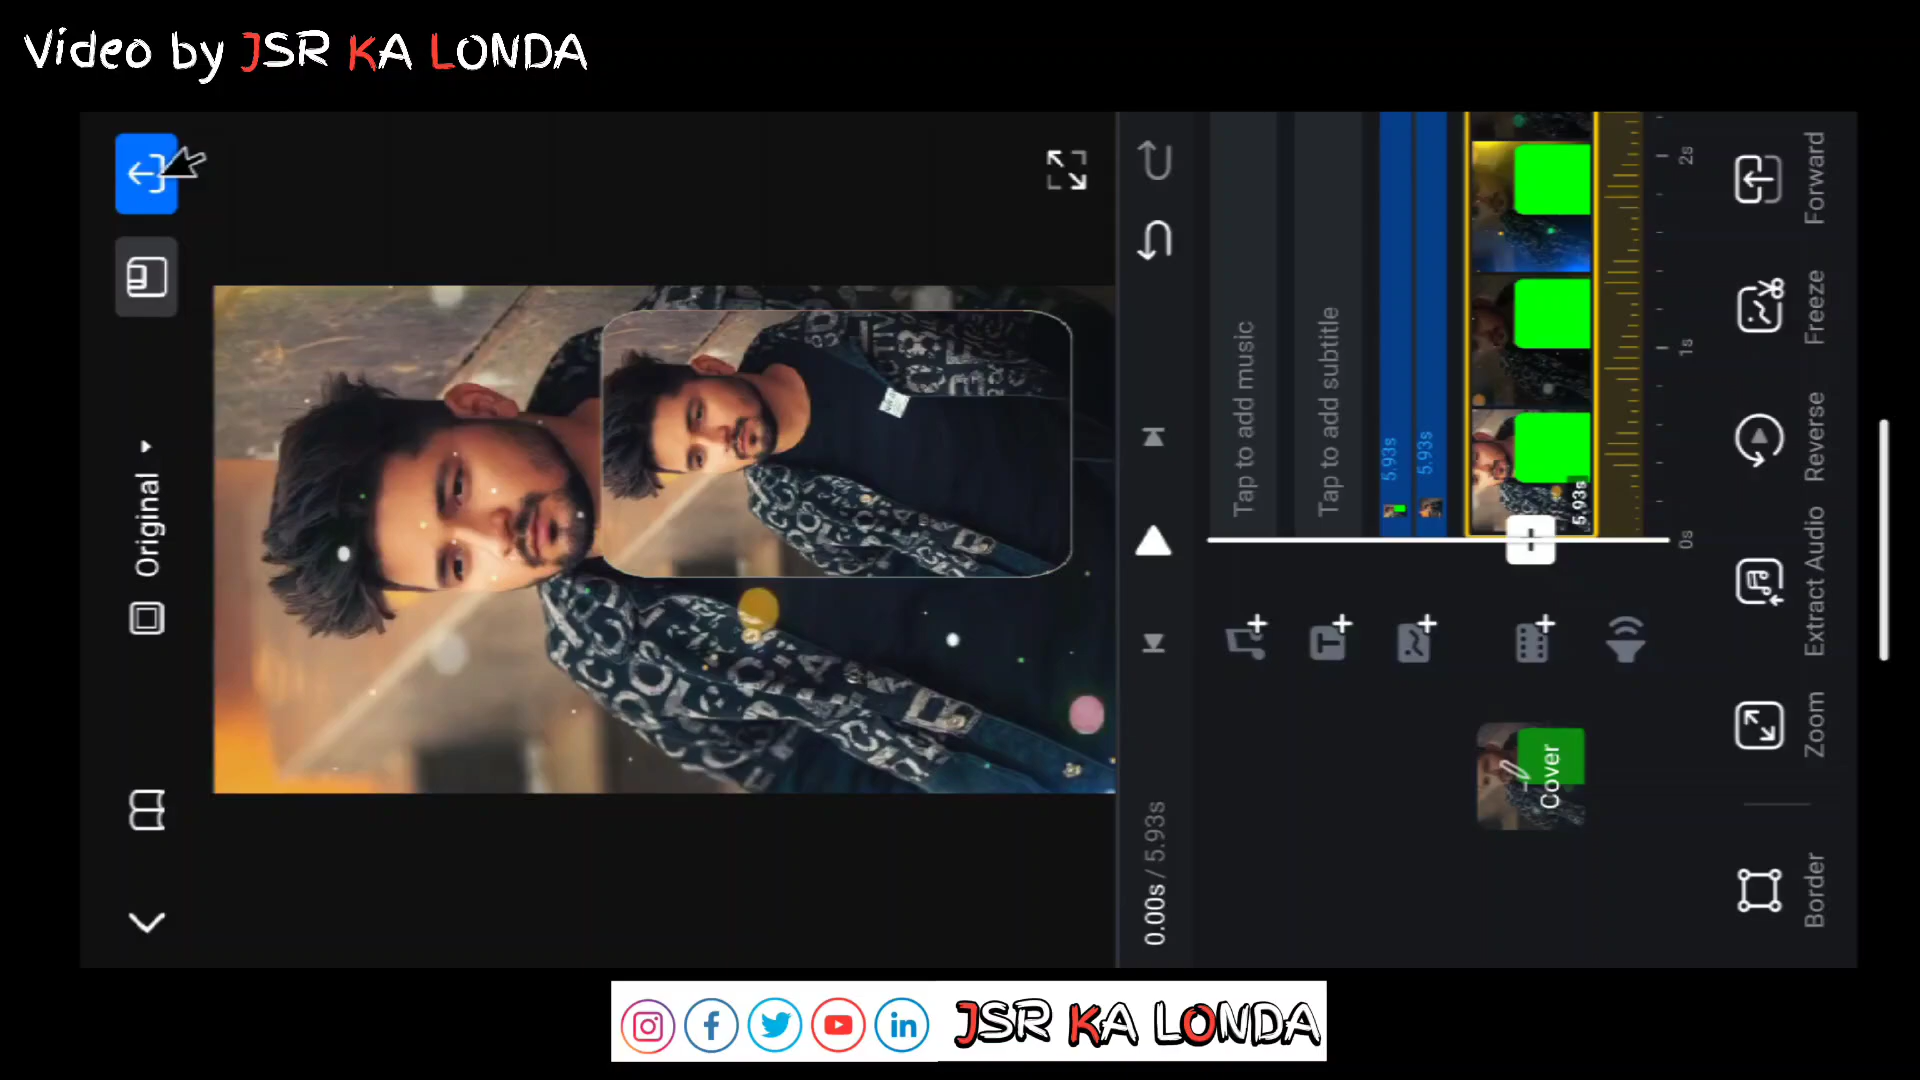 Video by JSR KA LONDA
Original
0.00s / 5.93s
Tap to add music
Tap to add subtitle
5.93s
5.93s
5.93s
Cover
0s
1s
2s
Border
Zoom
Extract Audio
Reverse
Freeze
Forward
JSR KA LONDA